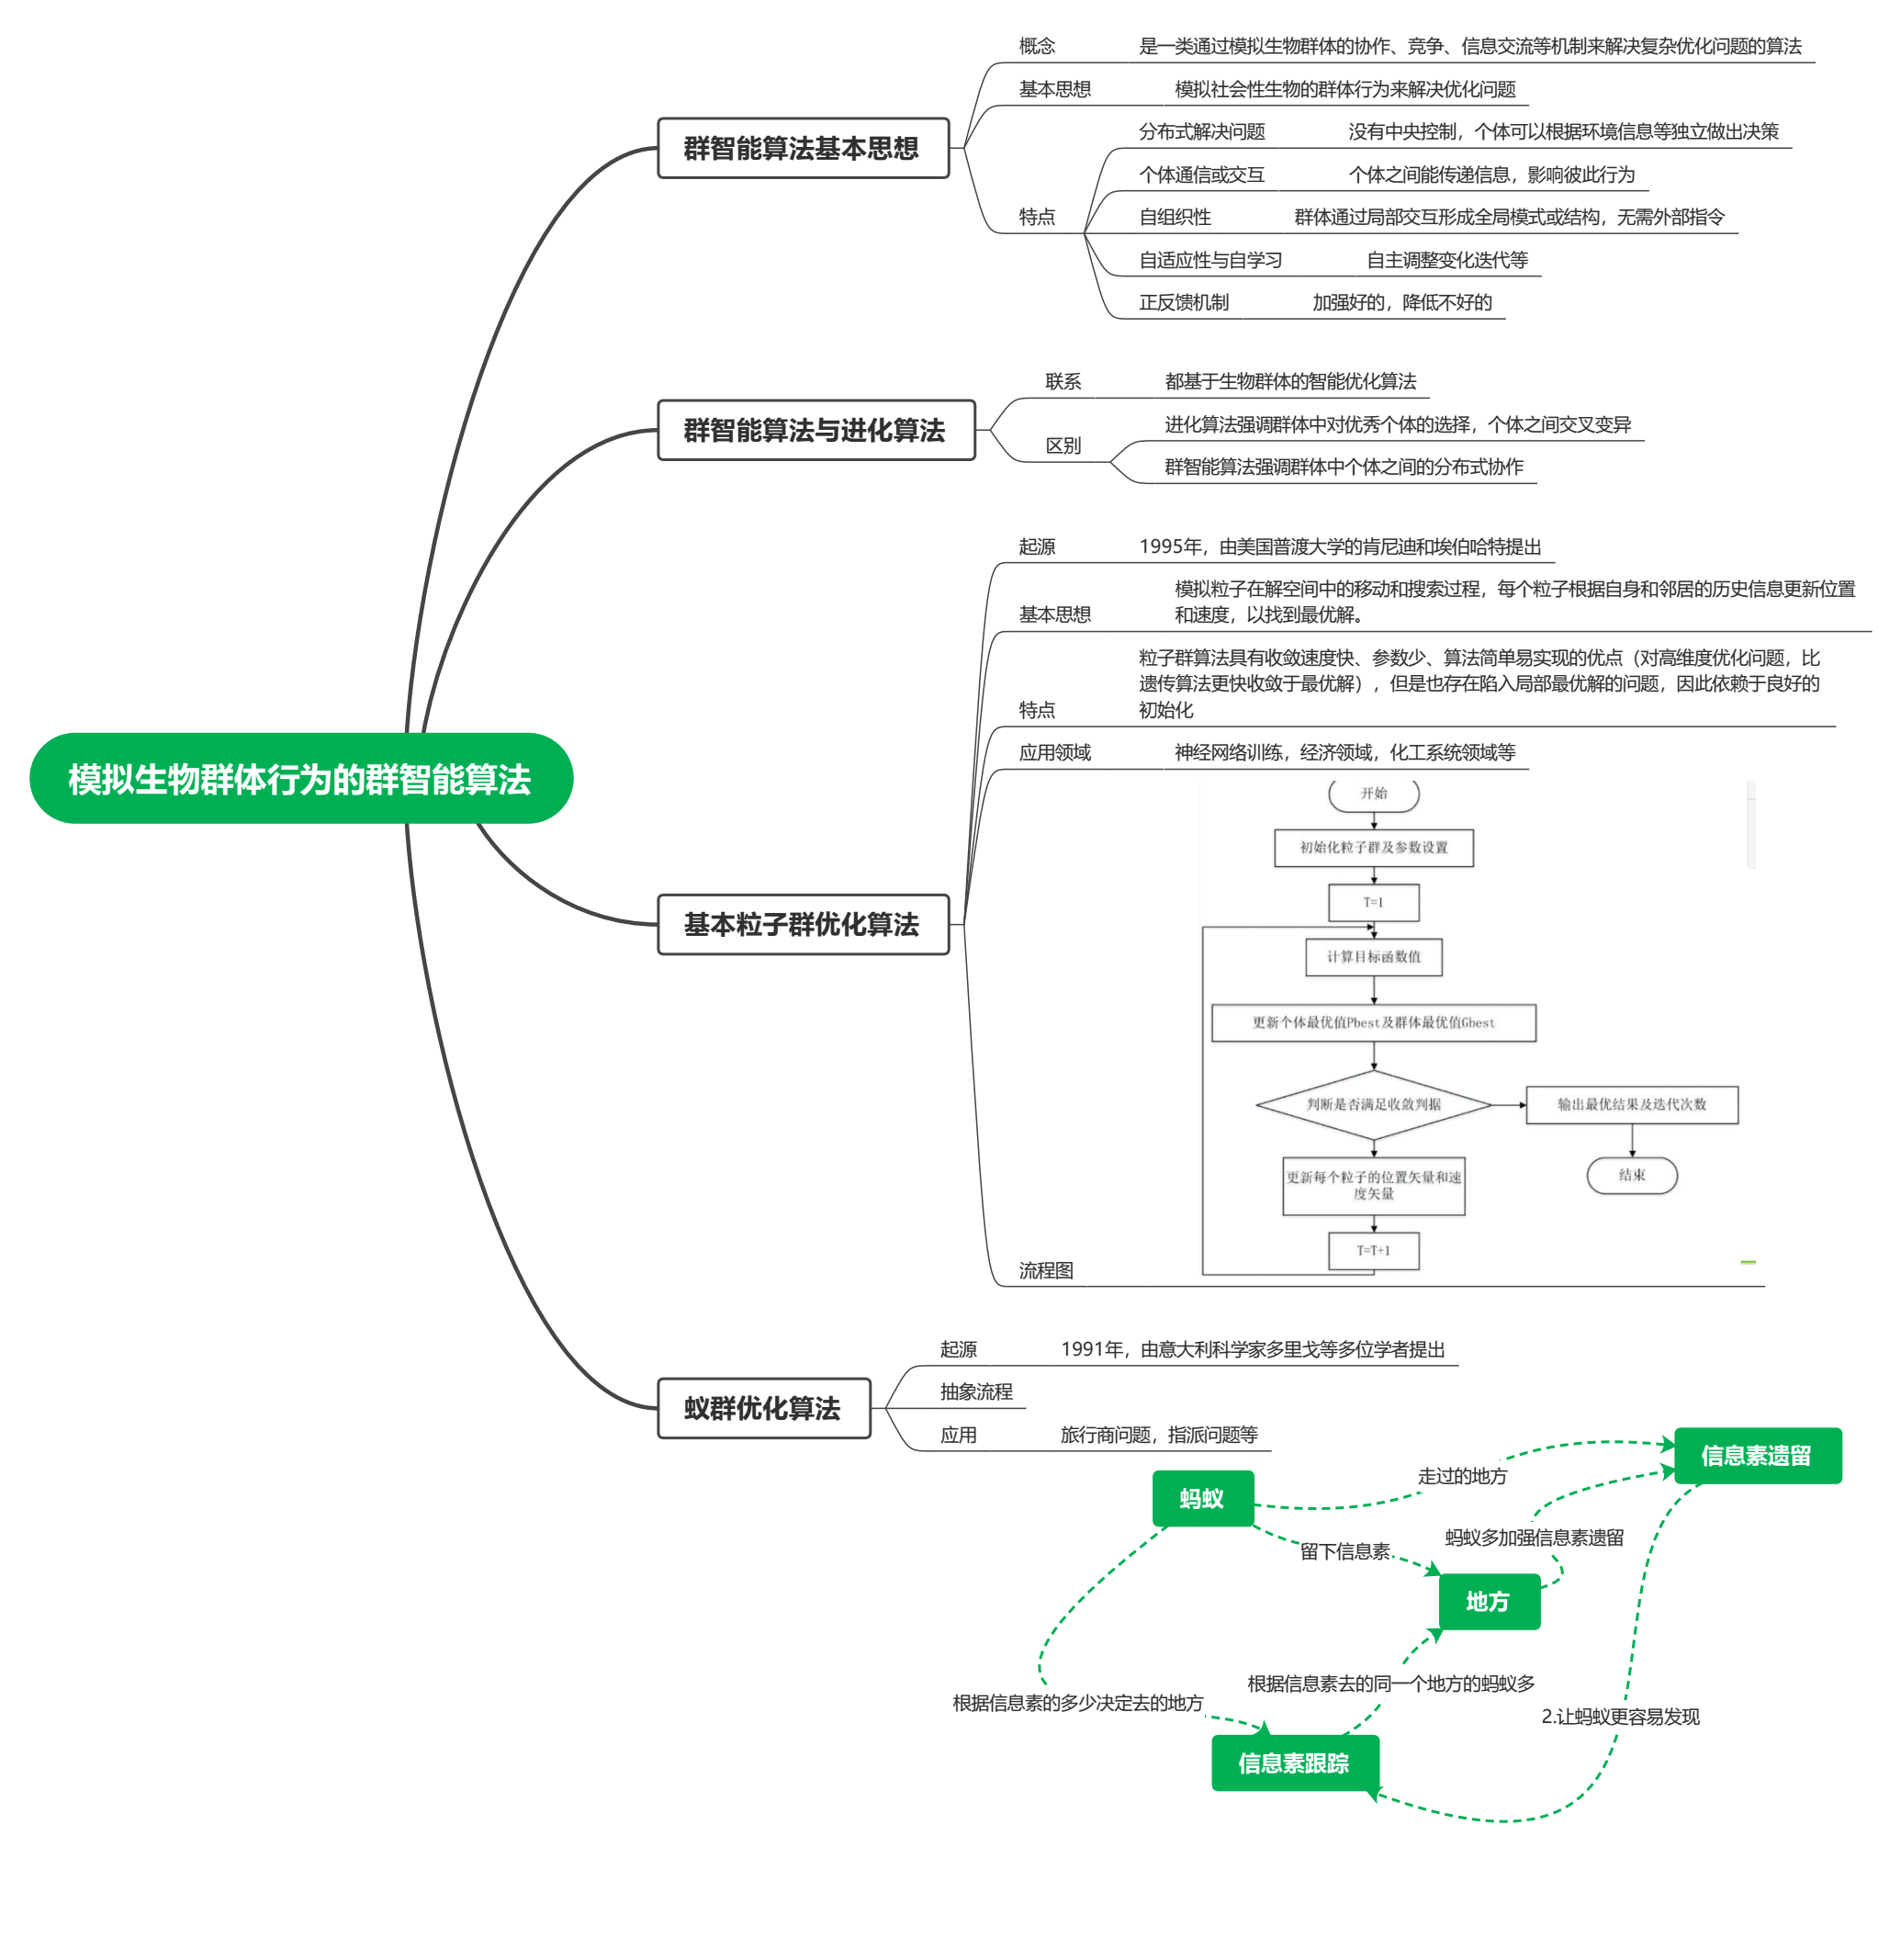 模拟生物群体行为的群智能算法
群智能算法基本思想
概念
是一类通过模拟生物群体的协作、竞争、信息交流等机制来解决复杂优化问题的算法
基本思想
模拟社会性生物的群体行为来解决优化问题
特点
分布式解决问题
没有中央控制，个体可以根据环境信息等独立做出决策
个体通信或交互
个体之间能传递信息，影响彼此行为
自组织性
群体通过局部交互形成全局模式或结构，无需外部指令
自适应性与自学习
自主调整变化迭代等
正反馈机制
加强好的，降低不好的
群智能算法与进化算法
联系
都基于生物群体的智能优化算法
区别
进化算法强调群体中对优秀个体的选择，个体之间交叉变异
群智能算法强调群体中个体之间的分布式协作
基本粒子群优化算法
起源
1995年，由美国普渡大学的肯尼迪和埃伯哈特提出
基本思想
模拟粒子在解空间中的移动和搜索过程，每个粒子根据自身和邻居的历史信息更新位置
和速度，以找到最优解。
特点
粒子群算法具有收敛速度快、参数少、算法简单易实现的优点（对高维度优化问题，比
遗传算法更快收敛于最优解），但是也存在陷入局部最优解的问题，因此依赖于良好的
初始化
应用领域
神经网络训练，经济领域，化工系统领域等
流程图
开始
初始化粒子群及参数设置
T=1
计算目标函数值
更新个体最优值Pbest及群体最优值Gbest
判断是否满足收敛判据
输出最优结果及迭代次数
结束
更新每个粒子的位置矢量和速
度矢量
T=T+1
蚁群优化算法
起源
1991年，由意大利科学家多里戈等多位学者提出
抽象流程
应用
旅行商问题，指派问题等
信息素遗留
走过的地方
蚂蚁
蚂蚁多加强信息素遗留
留下信息素
地方
根据信息素去的同一个地方的蚂蚁多
根据信息素的多少决定去的地方
2.让蚂蚁更容易发现
信息素跟踪